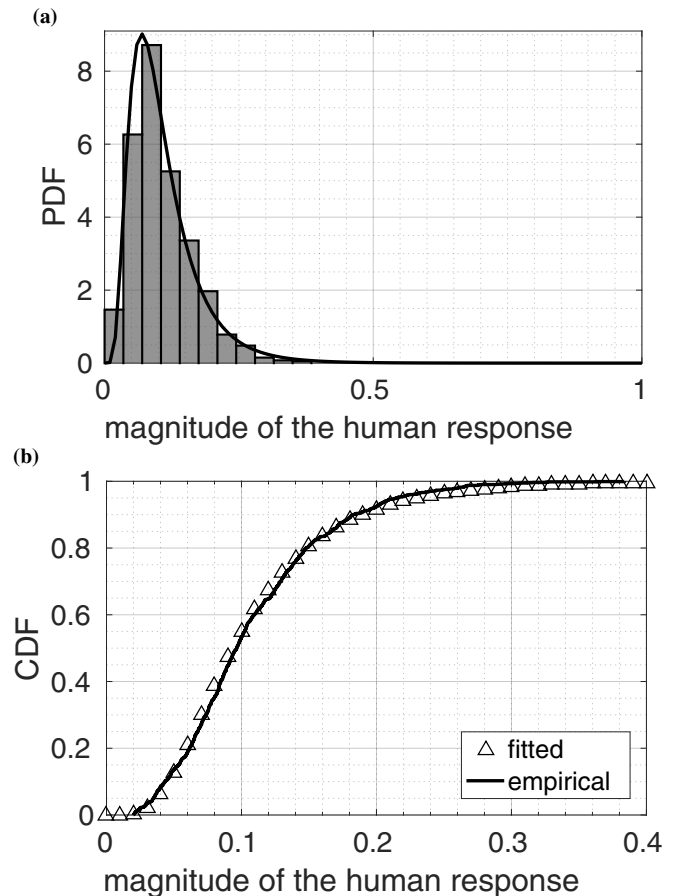 (a)
8
6
4
2
0
PDF
0
0.5
1
magnitude of the human response
(b)
1
0.8
0.6
0.4
0.2
0
CDF
fitted
empirical
0
0.1
0.2
0.3
0.4
magnitude of the human response